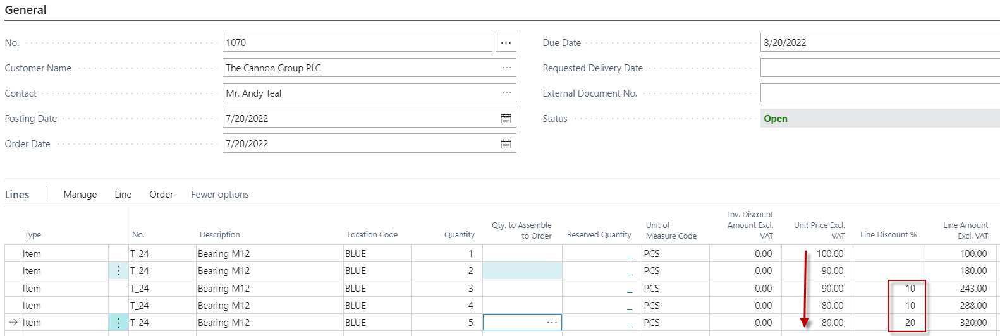 General
No. 1070 ...
Due Date 8/20/2022
Customer Name The Cannon Group PLC ...
Requested Delivery Date
Contact Mr. Andy Teal ...
External Document No.
Posting Date 7/20/2022
Status Open
Order Date 7/20/2022
Lines Manage Line Order Fewer options
Type No. Description Location Code Quantity Qty. to Assemble to Order Reserved Quantity Unit of Measure Code Inv. Discount Amount Excl. VAT Unit Price Excl. VAT Line Discount % Line Amount Excl. VAT
Item T_24 Bearing M12 BLUE 1 _ PCS 0.00 100.00 100.00
Item T_24 Bearing M12 BLUE 2 _ PCS 0.00 90.00 180.00
Item T_24 Bearing M12 BLUE 3 _ PCS 0.00 90.00 10 243.00
Item T_24 Bearing M12 BLUE 4 _ PCS 0.00 80.00 10 288.00
Item T_24 Bearing M12 BLUE 5 ... _ PCS 0.00 80.00 20 320.00